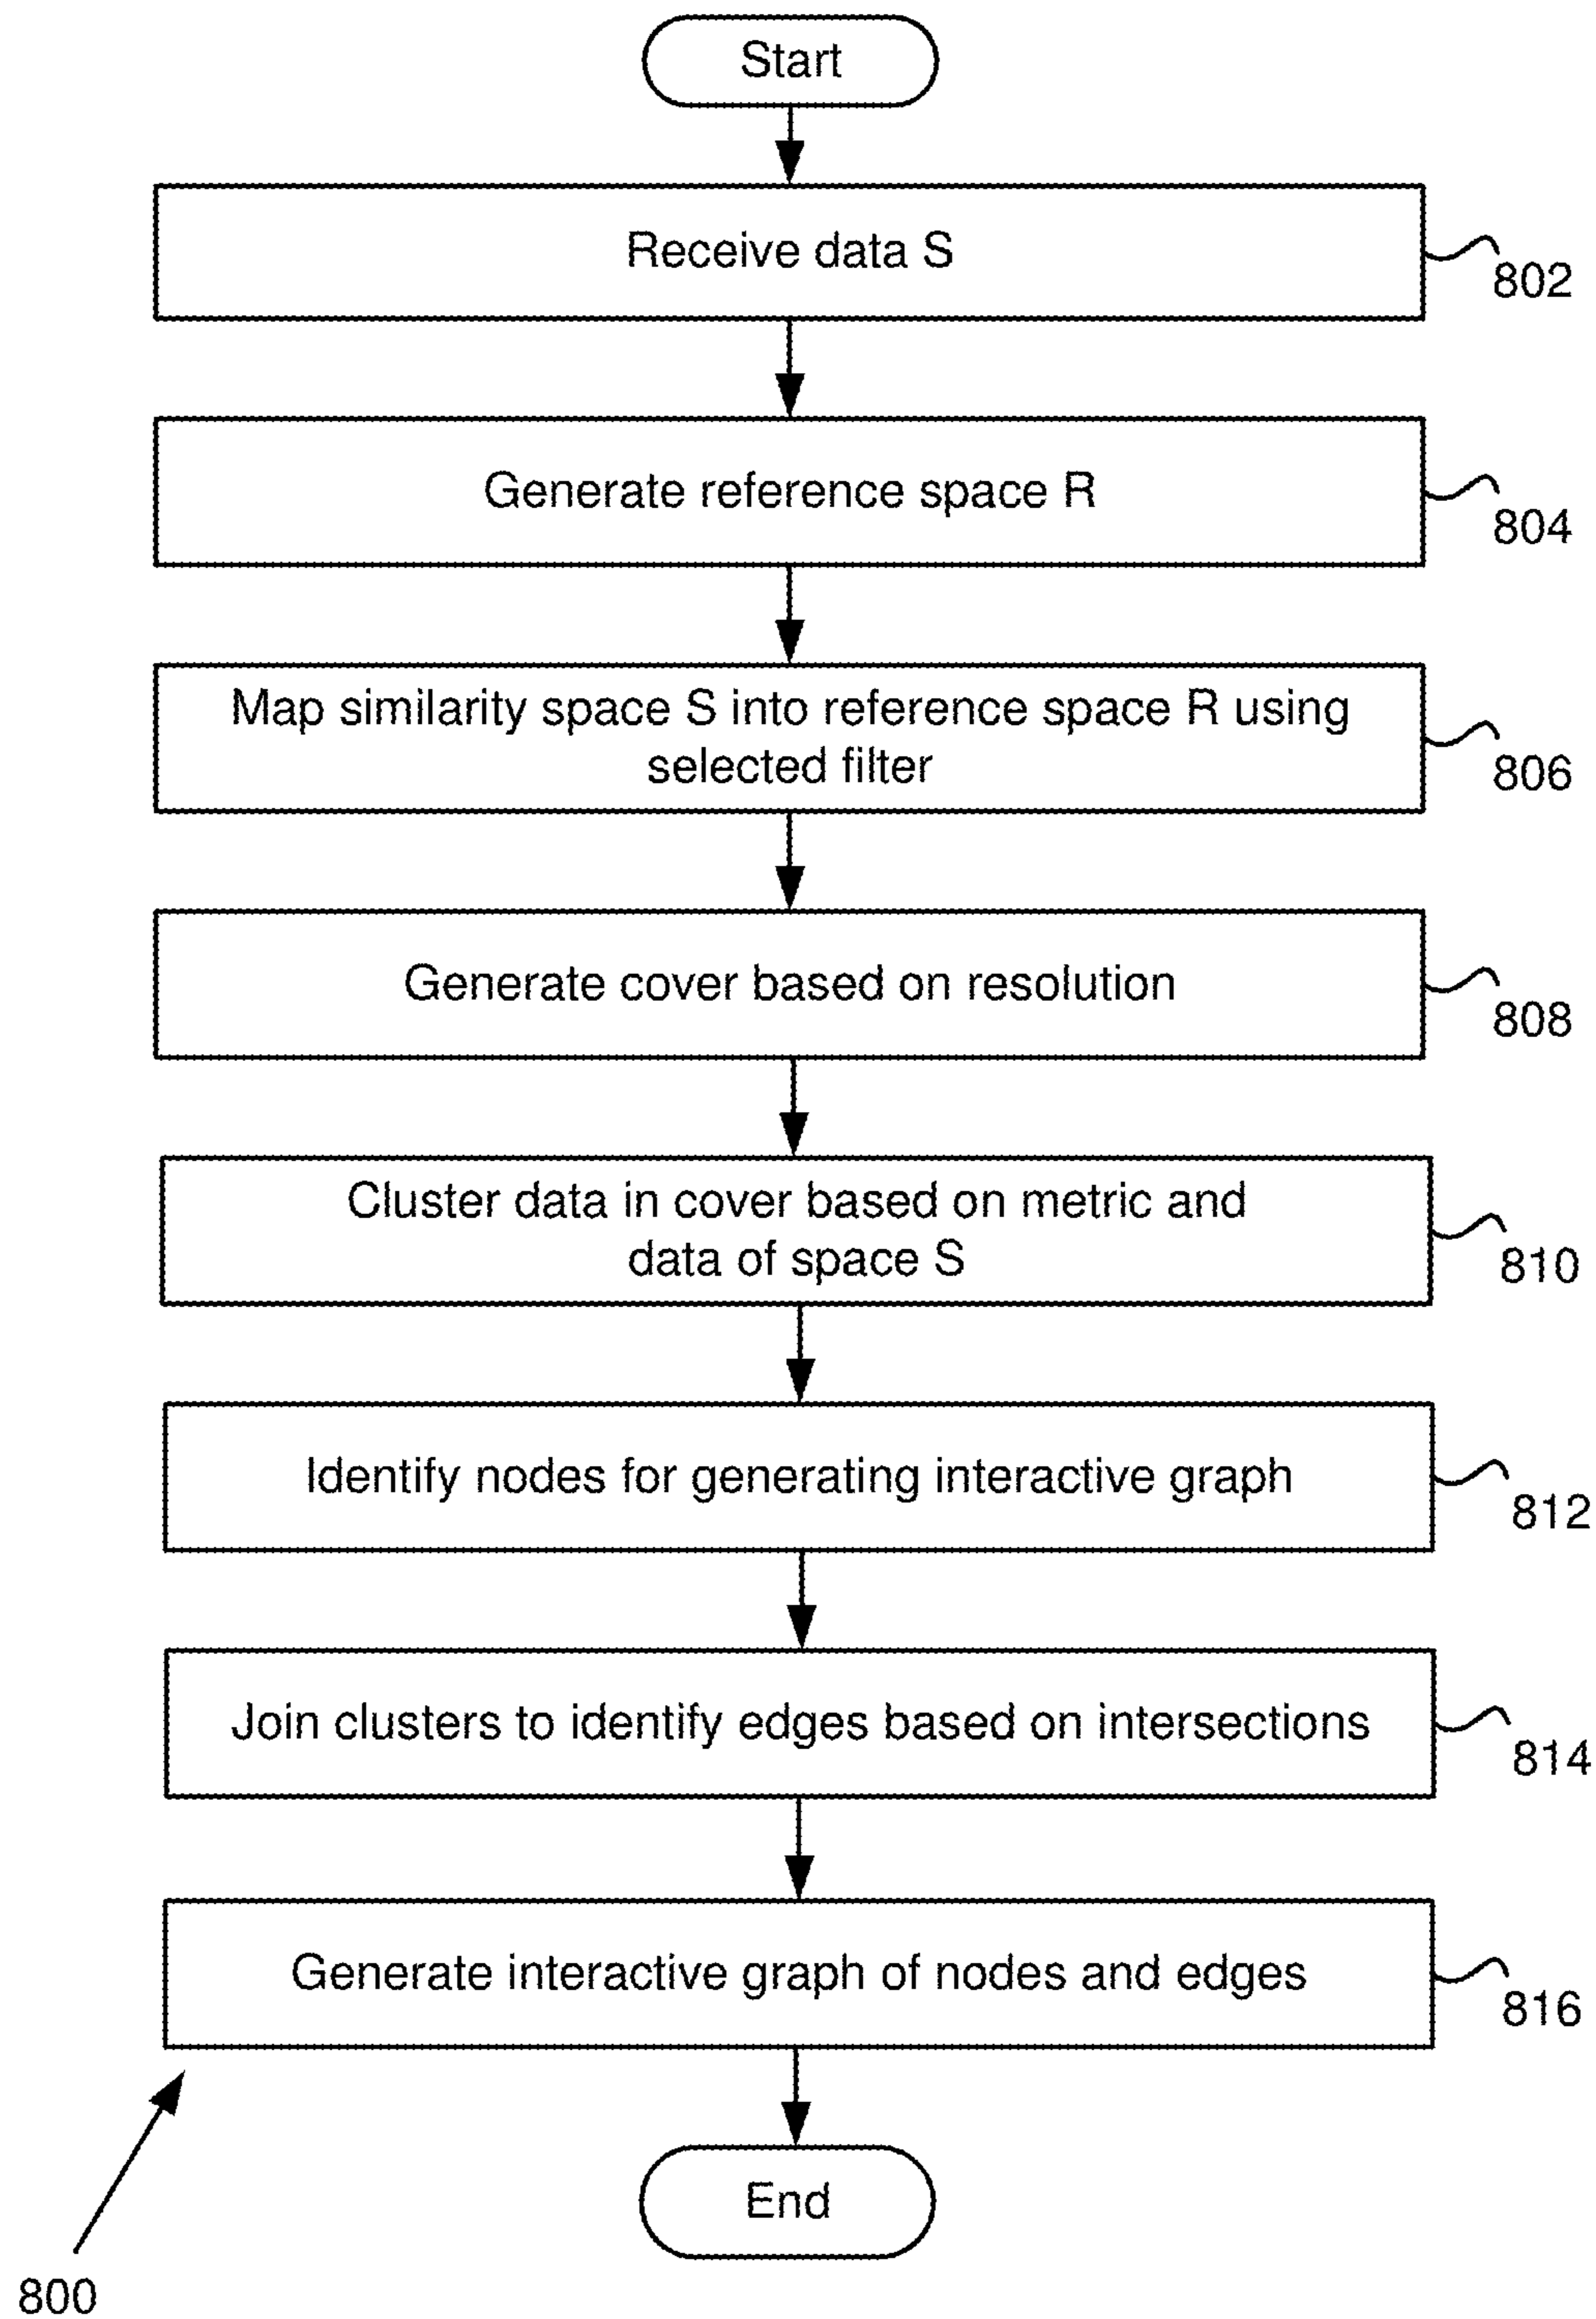 Start
Receive data S
802
Generate reference space R
804
Map similarity space S into reference space R using
selected filter
806
Generate cover based on resolution
808
Cluster data in cover based on metric and
data of space S
810
Identify nodes for generating interactive graph
812
Join clusters to identify edges based on intersections
814
Generate interactive graph of nodes and edges
816
End
800